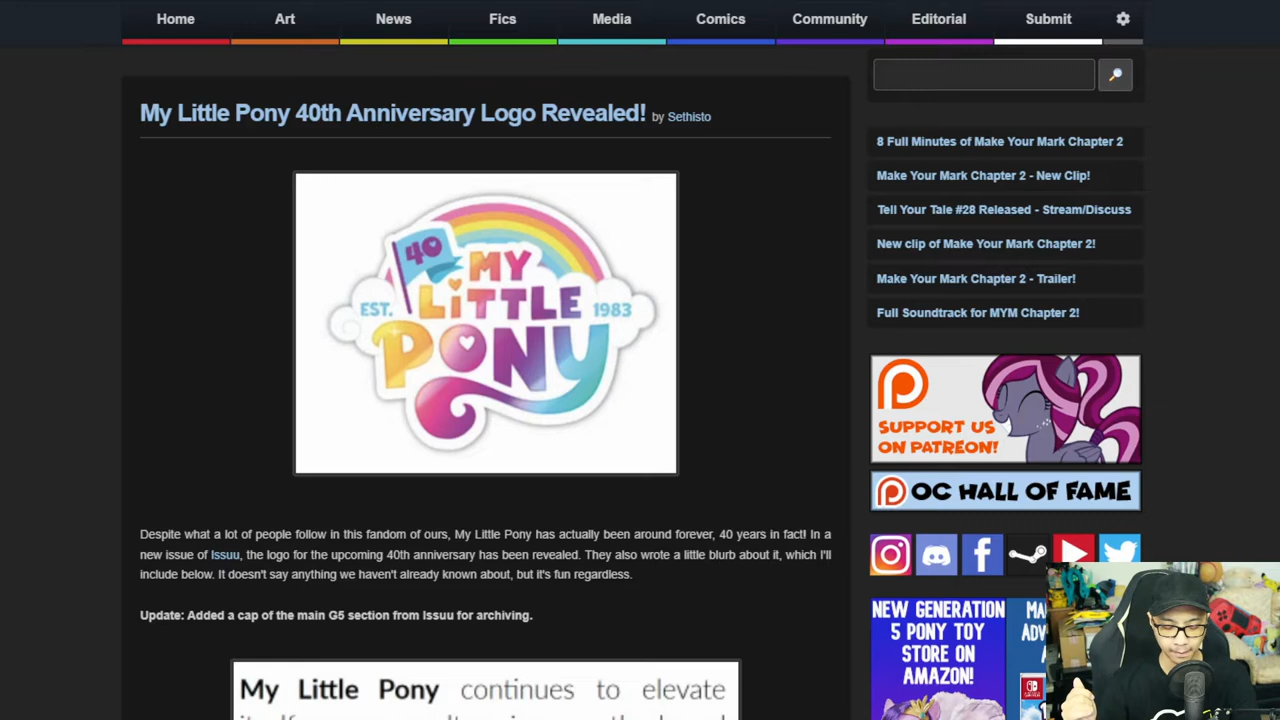 Home Art News Fics Media Comics Community Editorial Submit
My Little Pony 40th Anniversary Logo Revealed! by Sethisto
40
MY
EST. LiTTLE 1983
PONY
Despite what a lot of people follow in this fandom of ours, My Little Pony has actually been around forever, 40 years in fact! In a
new issue of Issuu, the logo for the upcoming 40th anniversary has been revealed. They also wrote a little blurb about it, which I'll
include below. It doesn't say anything we haven't already known about, but it's fun regardless.
Update: Added a cap of the main G5 section from Issuu for archiving.
My Little Pony continues to elevate
8 Full Minutes of Make Your Mark Chapter 2
Make Your Mark Chapter 2 - New Clip!
Tell Your Tale #28 Released - Stream/Discuss
New clip of Make Your Mark Chapter 2!
Make Your Mark Chapter 2 - Trailer!
Full Soundtrack for MYM Chapter 2!
SUPPORT US
ON PATREON!
OC HALL OF FAME
NEW GENERATION
5 PONY TOY
STORE ON
AMAZON!